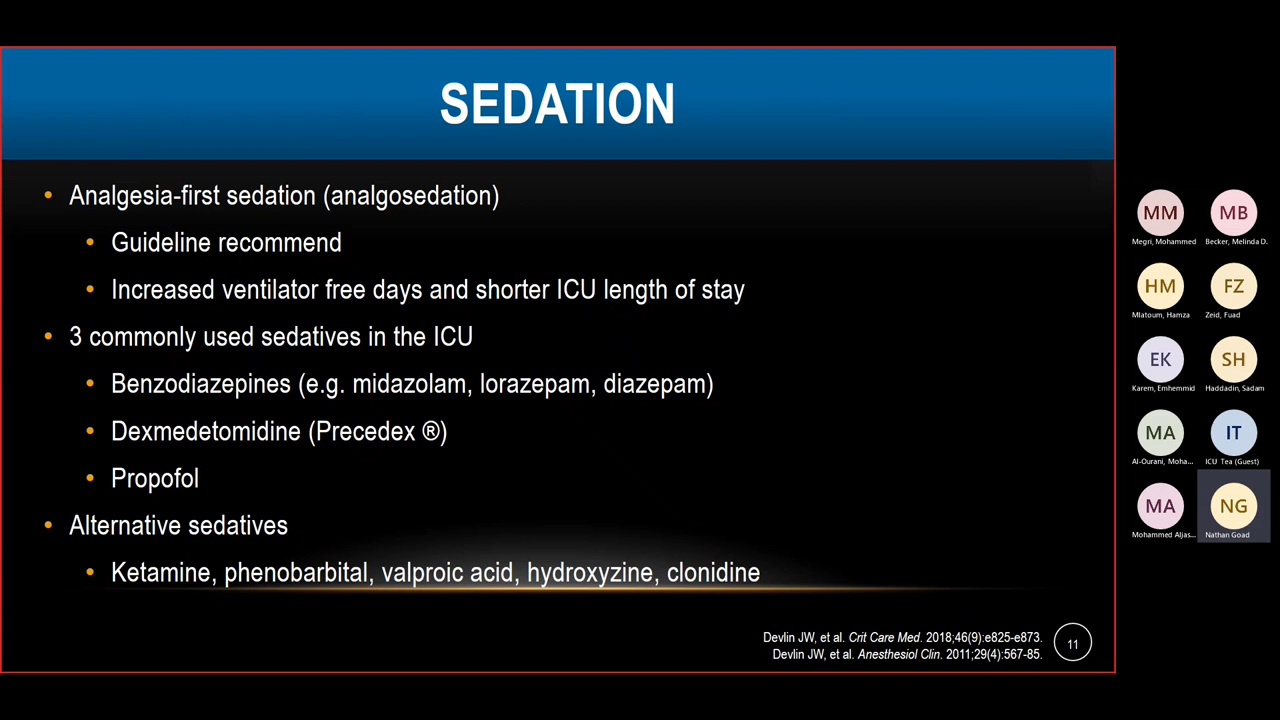 SEDATION
• Analgesia-first sedation (analgosedation)
• Guideline recommend
• Increased ventilator free days and shorter ICU length of stay
• 3 commonly used sedatives in the ICU
• Benzodiazepines (e.g. midazolam, lorazepam, diazepam)
• Dexmedetomidine (Precedex ®)
• Propofol
• Alternative sedatives
• Ketamine, phenobarbital, valproic acid, hydroxyzine, clonidine
Devlin JW, et al. Crit Care Med. 2018;46(9):e825-e873.
Devlin JW, et al. Anesthesiol Clin. 2011;29(4):567-85.
11
MM MB
Megri, Mohammed Becker, Melinda D.
HM FZ
Mlatoum, Hamza Zeid, Fuad
EK SH
Karem, Emhemmid Haddadin, Sadam
MA IT
Al-Ourani, Moha... ICU Tea (Guest)
MA NG
Mohammed Aljas... Nathan Goad